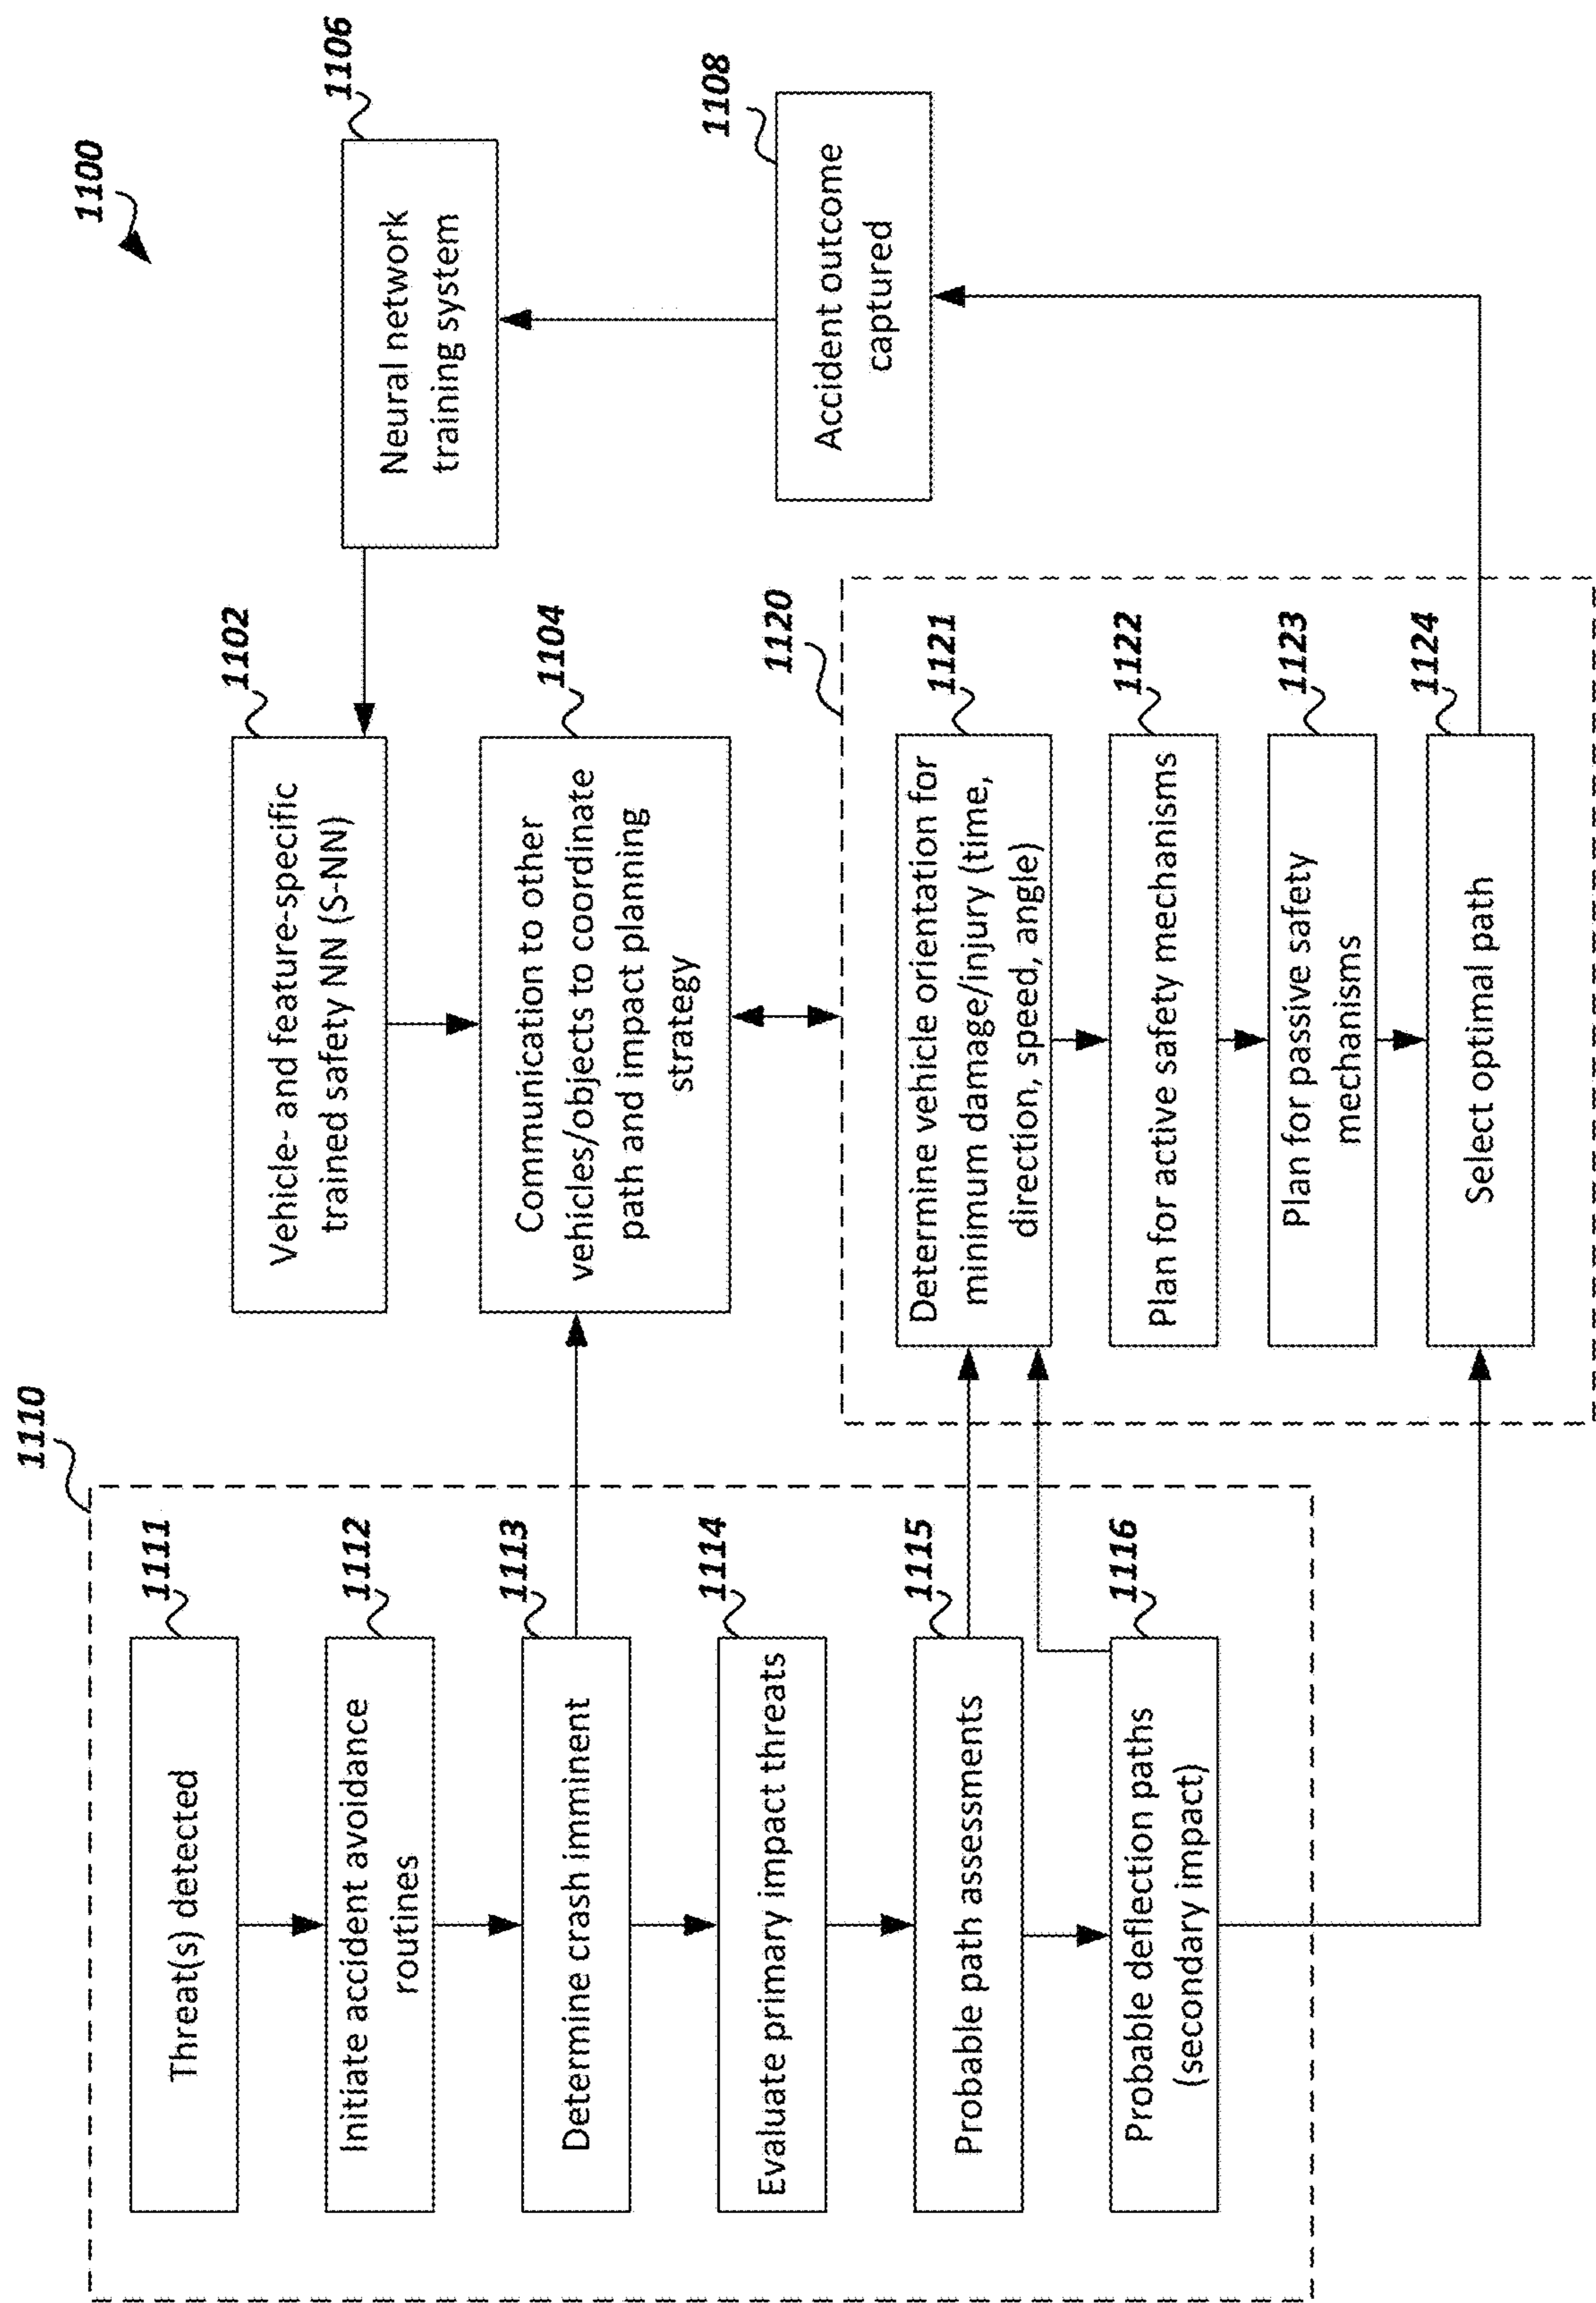 1100
1110
1111
Threat(s) detected
1112
Initiate accident avoidance
routines
1113
Determine crash imminent
1114
Evaluate primary impact threats
1115
Probable path assessments
1116
Probable deflection paths
(secondary impact)
1102
Vehicle- and feature-specific
trained safety NN (S-NN)
1104
Communication to other
vehicles/objects to coordinate
path and impact planning
strategy
1120
1121
Determine vehicle orientation for
minimum damage/injury (time,
direction, speed, angle)
1122
Plan for active safety mechanisms
1123
Plan for passive safety
mechanisms
1124
Select optimal path
1106
Neural network
training system
1108
Accident outcome
captured